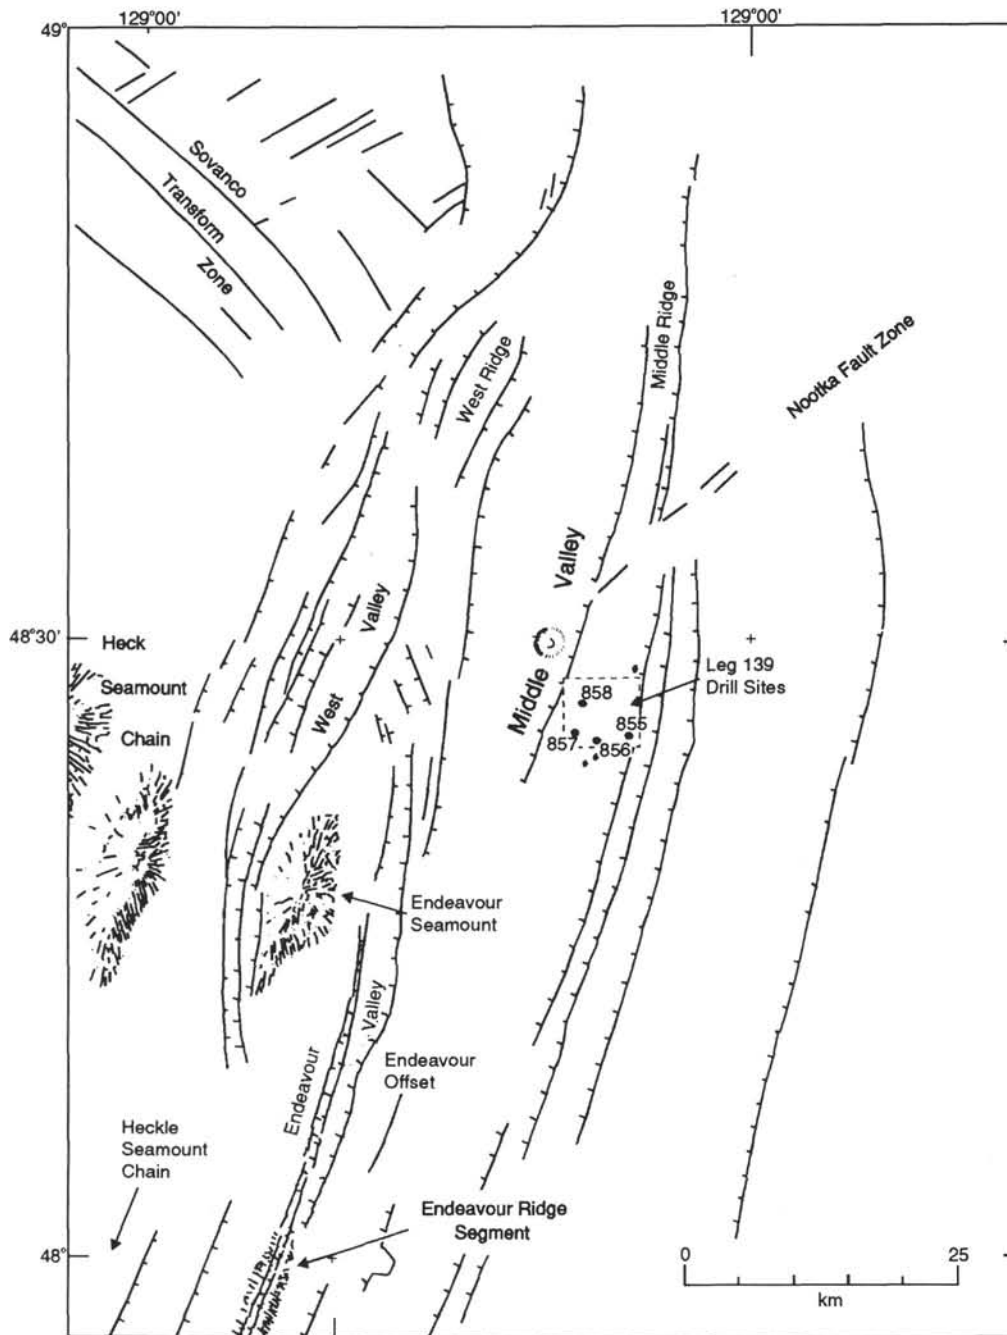 129°00'
129°00'
49°
Sovanco
Transform
Zone
West Ridge
Middle Ridge
Nootka Fault Zone
48°30'
Heck
Seamount
Chain
West
Valley
Middle
Valley
Leg 139
Drill Sites
858
855
857
856
Endeavour
Seamount
Endeavour
Valley
Endeavour
Offset
Heckle
Seamount
Chain
Endeavour Ridge
Segment
48°
0
25
km